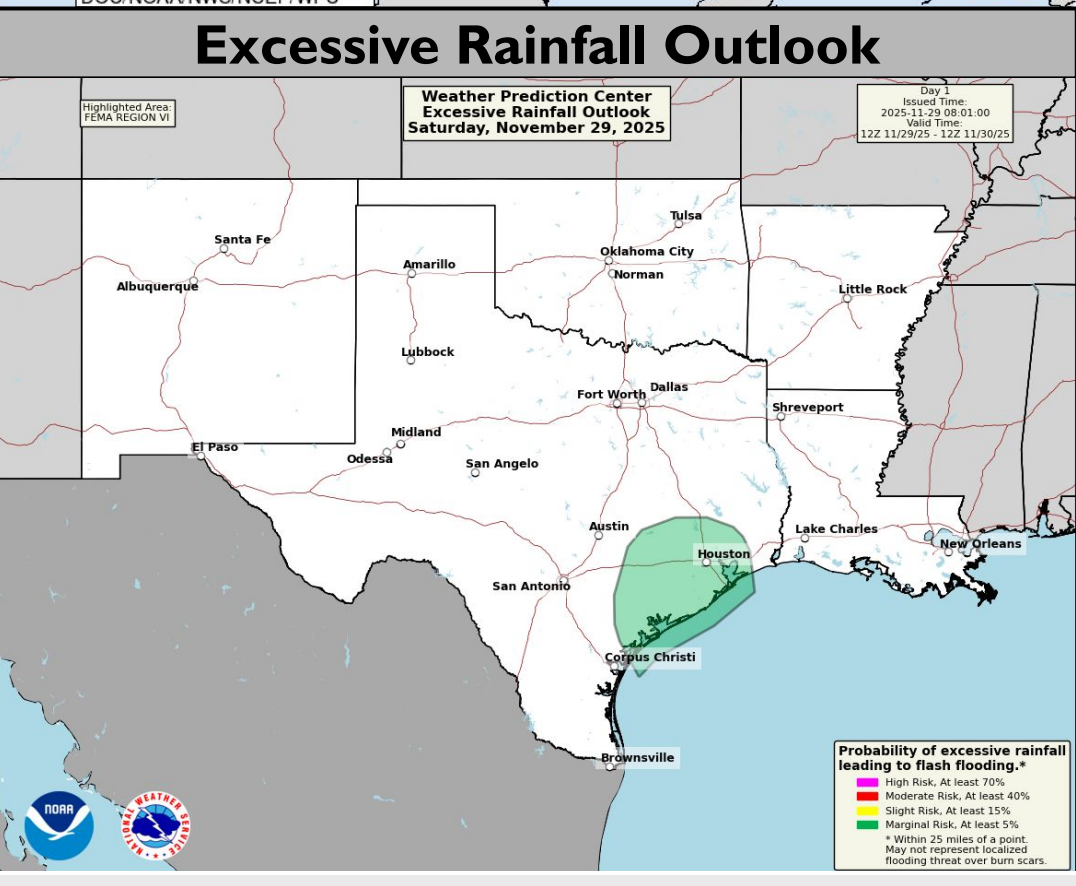 DOC/NOAA/NWS/NCEP/WPC
Excessive Rainfall Outlook
Highlighted Area:
FEMA REGION VI
Weather Prediction Center
Excessive Rainfall Outlook
Saturday, November 29, 2025
Day 1
Issued Time:
2025-11-29 08:01:00
Valid Time:
12Z 11/29/25 - 12Z 11/30/25
Tulsa
Santa Fe
Oklahoma City
Amarillo
Norman
Albuquerque
Little Rock
Lubbock
Dallas
Fort Worth
Shreveport
Midland
El Paso
Odessa
San Angelo
Austin
Lake Charles
New Orleans
Houston
San Antonio
Corpus Christi
Brownsville
Probability of excessive rainfall
leading to flash flooding.*
High Risk, At least 70%
Moderate Risk, At least 40%
Slight Risk, At least 15%
Marginal Risk, At least 5%
* Within 25 miles of a point.
May not represent localized
flooding threat over burn scars.
NOAA
NATIONAL WEATHER SERVICE